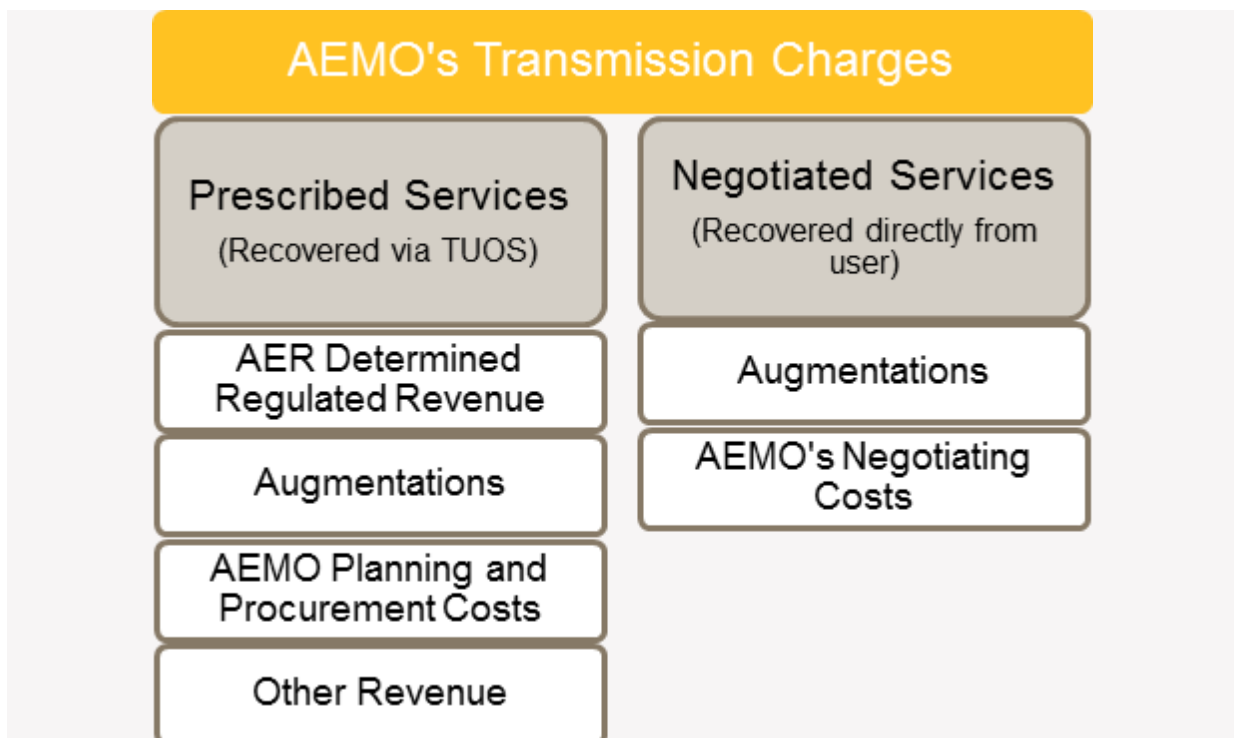 AEMO's Transmission Charges
Prescribed Services
(Recovered via TUOS)
AER Determined
Regulated Revenue
Augmentations
AEMO Planning and
Procurement Costs
Other Revenue
Negotiated Services
(Recovered directly from
user)
Augmentations
AEMO's Negotiating
Costs